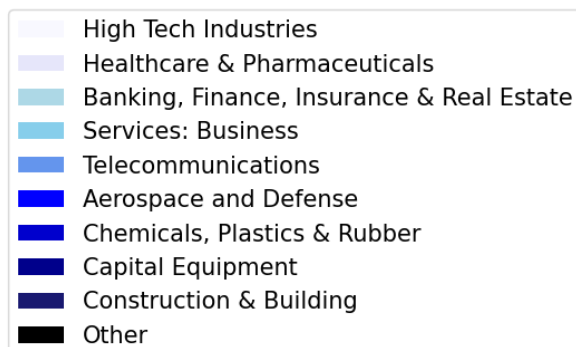 High Tech Industries
Healthcare & Pharmaceuticals
Banking, Finance, Insurance & Real Estate
Services: Business
Telecommunications
Aerospace and Defense
Chemicals, Plastics & Rubber
Capital Equipment
Construction & Building
Other